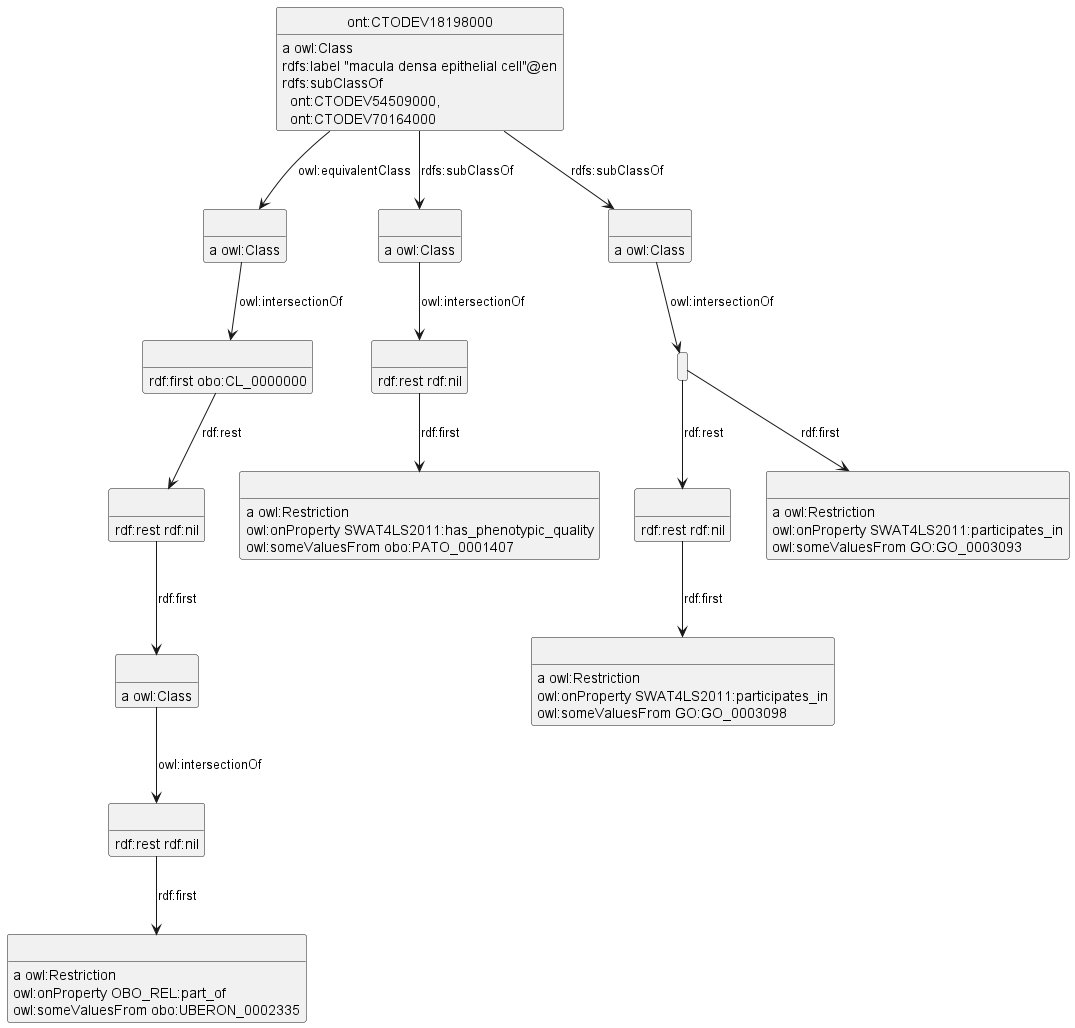 ont:CTODEV18198000
a owl:Class
rdfs:label "macula densa epithelial cell"@en
rdfs:subClassOf
ont:CTODEV54509000,
ont:CTODEV70164000
owl:equivalentClass
rdfs:subClassOf
rdfs:subClassOf
a owl:Class
a owl:Class
a owl:Class
owl:intersectionOf
owl:intersectionOf
owl:intersectionOf
rdf:first obo:CL_0000000
rdf:rest rdf:nil
rdf:rest
rdf:first
rdf:rest
rdf:first
rdf:rest rdf:nil
a owl:Restriction
owl:onProperty SWAT4LS2011:has_phenotypic_quality
owl:someValuesFrom obo:PATO_0001407
rdf:rest rdf:nil
a owl:Restriction
owl:onProperty SWAT4LS2011:participates_in
owl:someValuesFrom GO:GO_0003093
rdf:first
rdf:first
a owl:Class
a owl:Restriction
owl:onProperty SWAT4LS2011:participates_in
owl:someValuesFrom GO:GO_0003098
owl:intersectionOf
rdf:rest rdf:nil
rdf:first
a owl:Restriction
owl:onProperty OBO_REL:part_of
owl:someValuesFrom obo:UBERON_0002335